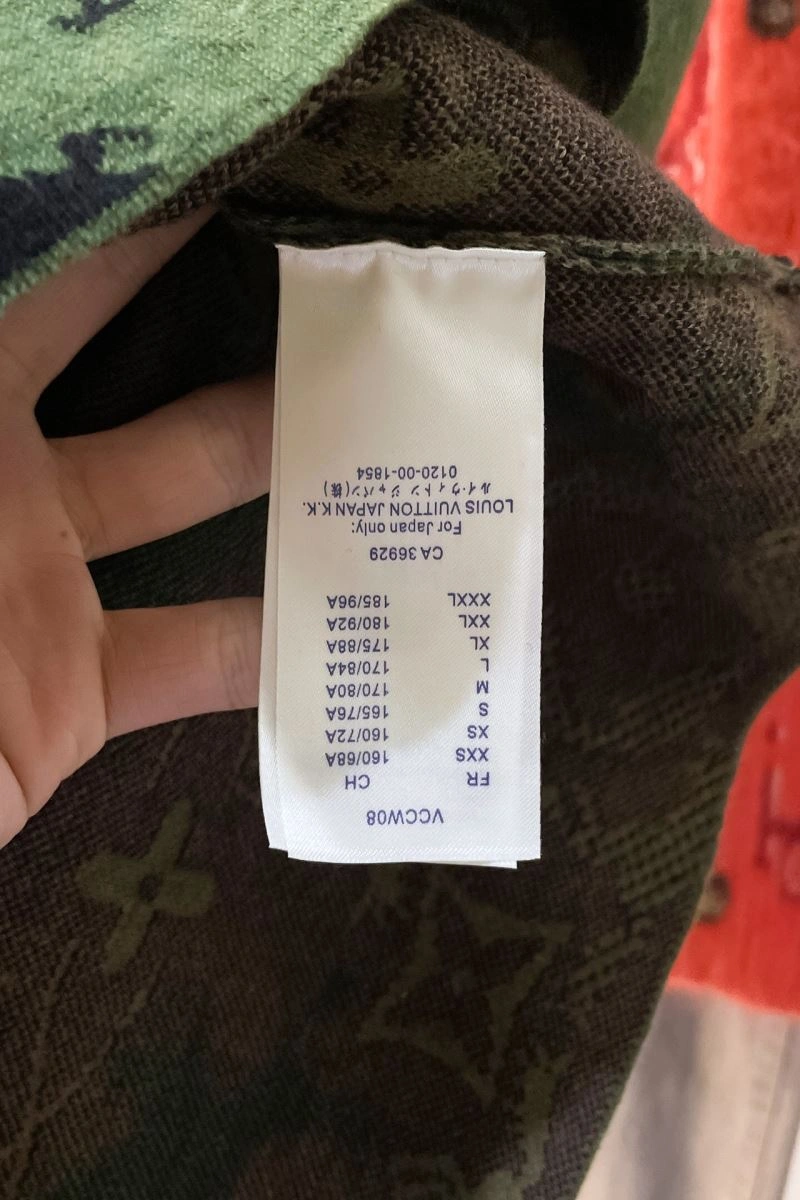 VCCW08
FR CH
XXS 160/68A
XS 160/72A
S 165/76A
M 170/80A
L 170/84A
XL 175/88A
XXL 180/92A
XXXL 185/96A
CA 36929
For Japan only:
LOUIS VUITTON JAPAN K.K.
ルイ・ヴィトン ジャパン(株)
0120-00-1854